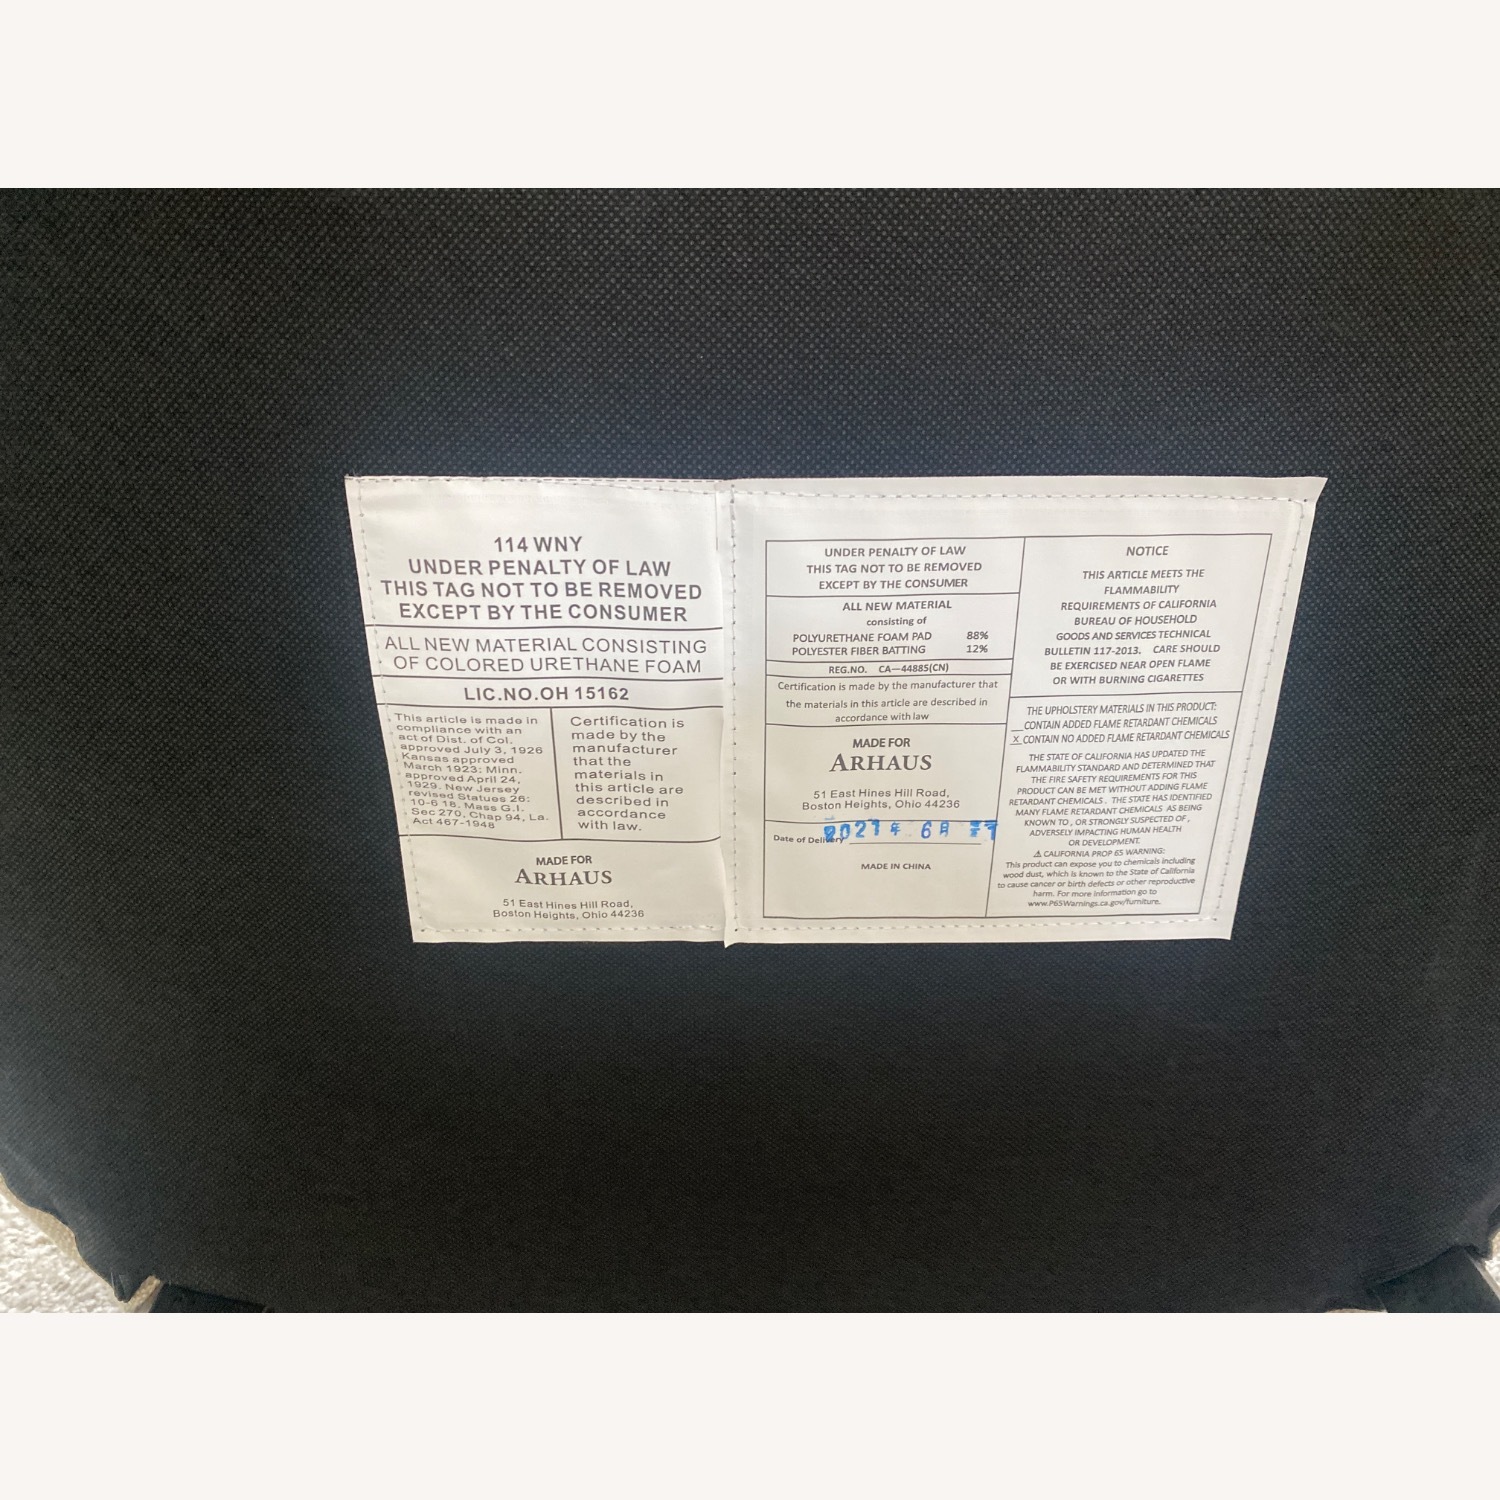 114 WNY
UNDER PENALTY OF LAW
THIS TAG NOT TO BE REMOVED
EXCEPT BY THE CONSUMER
ALL NEW MATERIAL CONSISTING
OF COLORED URETHANE FOAM
LIC.NO.OH 15162
This article is made in
compliance with an
act of Dist. of Col.
approved July 3, 1926
Kansas approved
March 1923; Minn.
approved April 24,
1929. New Jersey
revised Statues 26:
10-6 18, Mass G.I.
Sec 270, Chap 94, La.
Act 467-1948
Certification is
made by the
manufacturer
that the
materials in
this article are
described in
accordance
with law.
MADE FOR
ARHAUS
51 East Hines Hill Road,
Boston Heights, Ohio 44236
UNDER PENALTY OF LAW
THIS TAG NOT TO BE REMOVED
EXCEPT BY THE CONSUMER
ALL NEW MATERIAL
consisting of
POLYURETHANE FOAM PAD 88%
POLYESTER FIBER BATTING 12%
REG.NO. CA—44885(CN)
Certification is made by the manufacturer that
the materials in this article are described in
accordance with law
MADE FOR
ARHAUS
51 East Hines Hill Road,
Boston Heights, Ohio 44236
Date of Delivery 2021年 6月
MADE IN CHINA
NOTICE
THIS ARTICLE MEETS THE
FLAMMABILITY
REQUIREMENTS OF CALIFORNIA
BUREAU OF HOUSEHOLD
GOODS AND SERVICES TECHNICAL
BULLETIN 117-2013. CARE SHOULD
BE EXERCISED NEAR OPEN FLAME
OR WITH BURNING CIGARETTES
THE UPHOLSTERY MATERIALS IN THIS PRODUCT:
__CONTAIN ADDED FLAME RETARDANT CHEMICALS
X CONTAIN NO ADDED FLAME RETARDANT CHEMICALS
THE STATE OF CALIFORNIA HAS UPDATED THE
FLAMMABILITY STANDARD AND DETERMINED THAT
THE FIRE SAFETY REQUIREMENTS FOR THIS
PRODUCT CAN BE MET WITHOUT ADDING FLAME
RETARDANT CHEMICALS . THE STATE HAS IDENTIFIED
MANY FLAME RETARDANT CHEMICALS AS BEING
KNOWN TO , OR STRONGLY SUSPECTED OF ,
ADVERSELY IMPACTING HUMAN HEALTH
OR DEVELOPMENT.
⚠ CALIFORNIA PROP 65 WARNING:
This product can expose you to chemicals including
wood dust, which is known to the State of California
to cause cancer or birth defects or other reproductive
harm. For more information go to
www.P65Warnings.ca.gov/furniture.